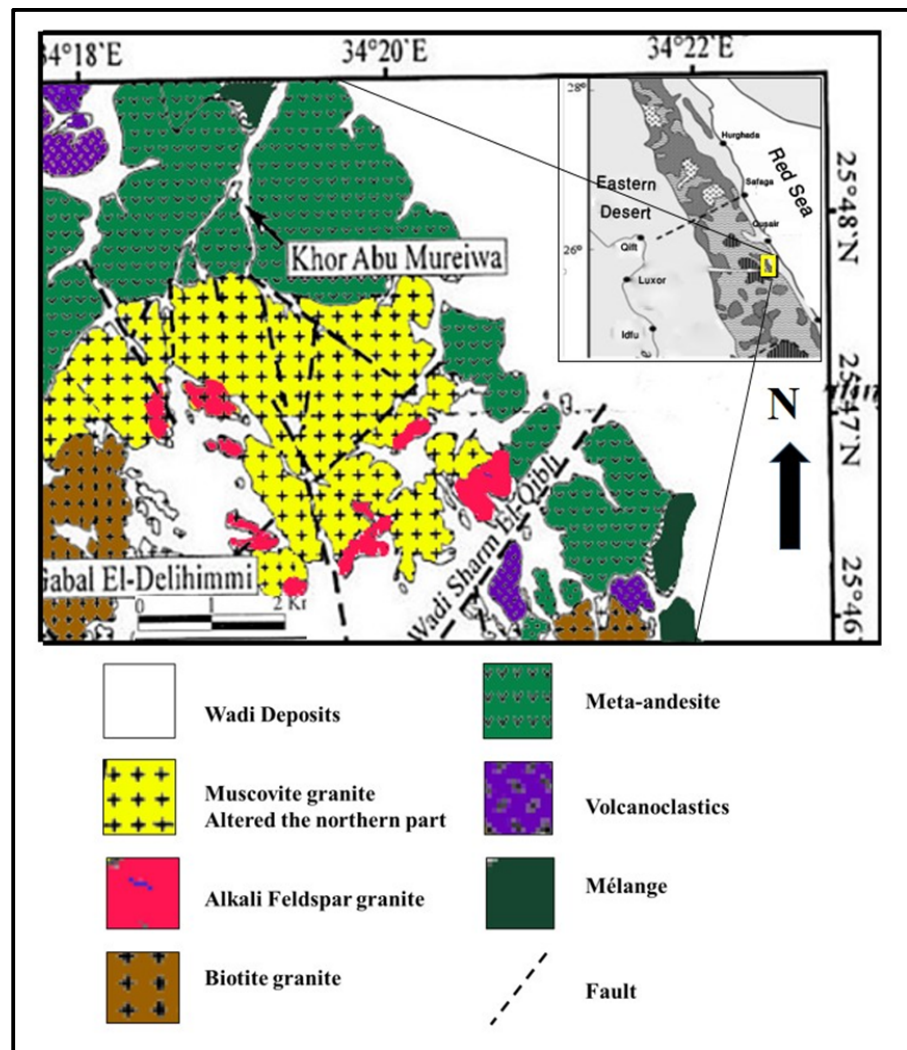 34°18`E
34°20`E
34°22`E
28°
Hurghada
Red Sea
Safaga
Eastern
Desert
Qusair
26°
Qift
Luxor
Idfu
25°48`N
Khor Abu Mureiwa
N
25°47`N
Wadi Sharm El-Qibli
Gabal El-Delihimmi
0 1 2 Kr
25°46`N
Wadi Deposits
Meta-andesite
Muscovite granite
Altered the northern part
Volcanoclastics
Alkali Feldspar granite
Mélange
Biotite granite
Fault